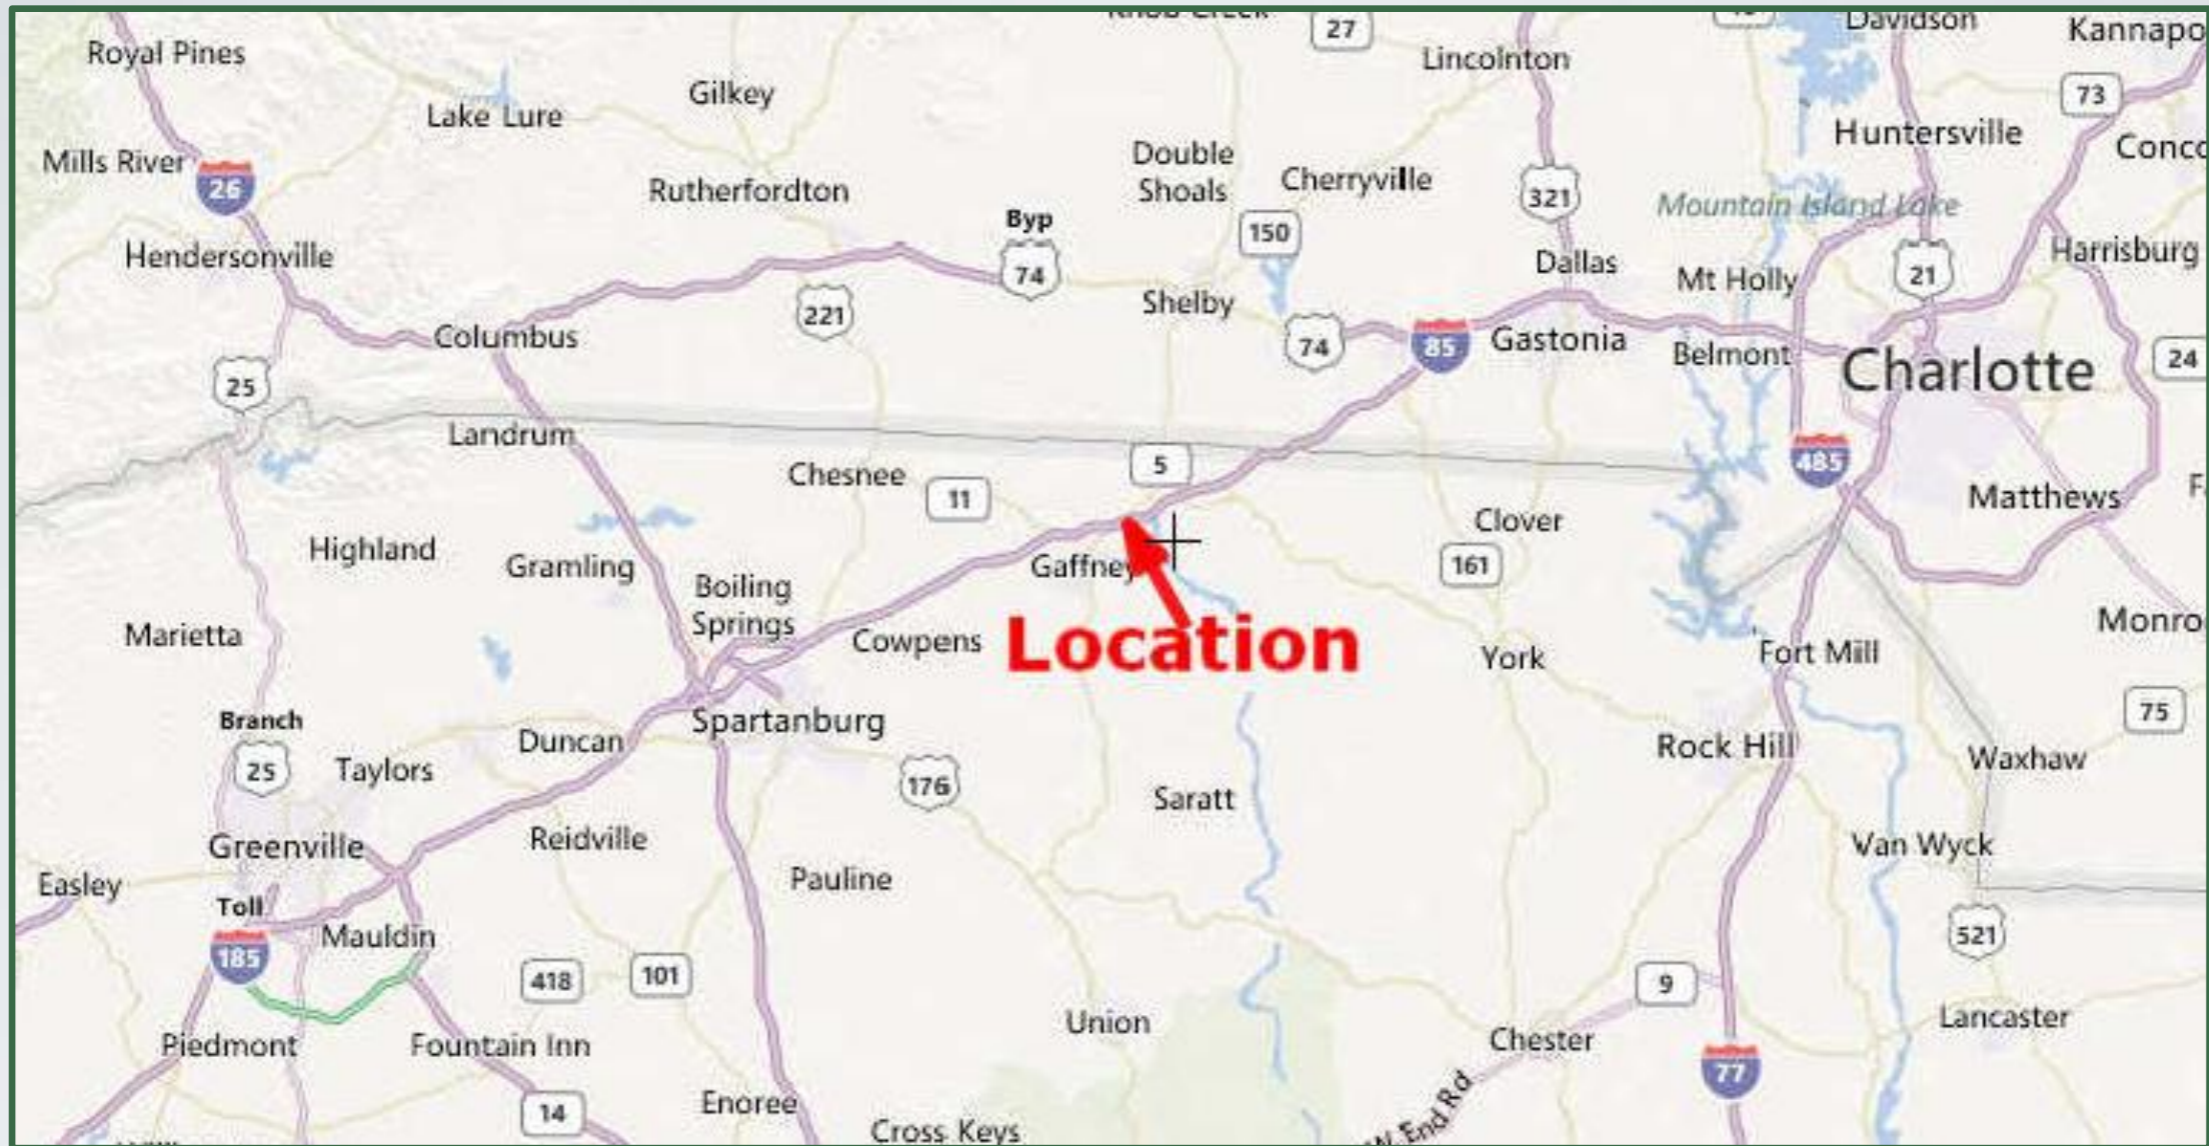 Knob Creek
27
Davidson
Kannapo
Royal Pines
Lincolnton
Gilkey
73
Lake Lure
Huntersville
Conco
Mills River
26
Double
Shoals
Cherryville
321
Rutherfordton
Mountain Island Lake
Byp
74
150
Hendersonville
Dallas
Mt Holly
21
Harrisburg
221
Shelby
74
85
Gastonia
Belmont
Charlotte
24
Columbus
25
Landrum
5
485
Chesnee
11
Matthews
F
Clover
Highland
Gramling
Gaffney
161
Boiling
Springs
Marietta
Cowpens
Location
York
Fort Mill
Monro
Branch
25
Taylors
Duncan
Spartanburg
176
Saratt
Rock Hill
Waxhaw
75
Greenville
Reidville
Van Wyck
Easley
Pauline
Toll
185
Mauldin
521
418
101
9
Union
Chester
Lancaster
Piedmont
Fountain Inn
77
14
Enoree
W End Rd
Cross Keys